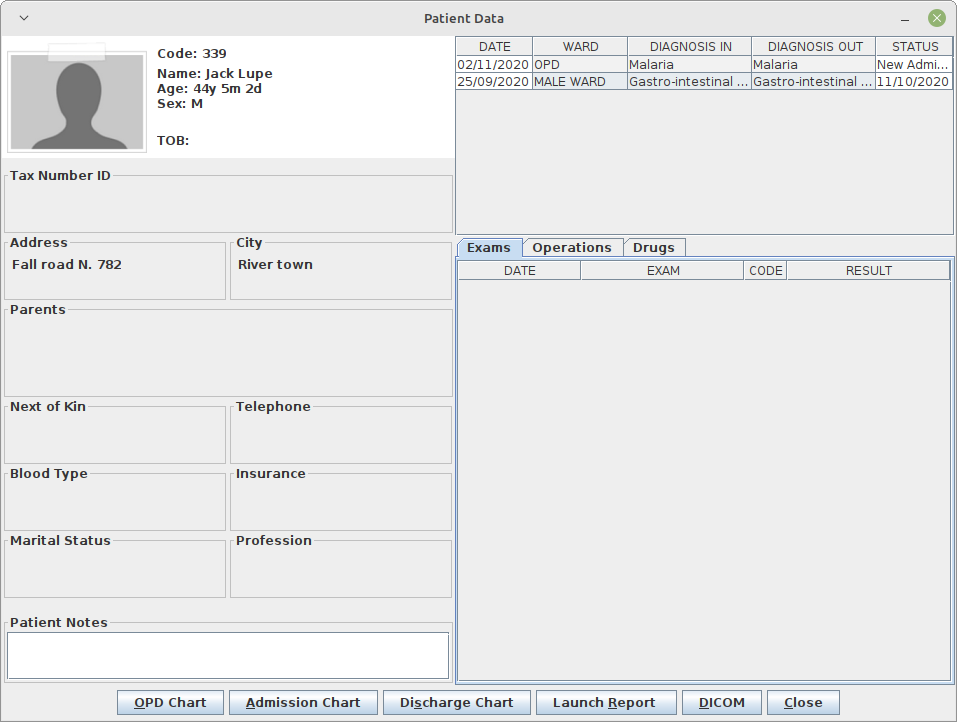 Patient Data
Code: 339
Name: Jack Lupe
Age: 44y 5m 2d
Sex: M
TOB:
Tax Number ID
Address
Fall road N. 782
City
River town
Parents
Next of Kin
Telephone
Blood Type
Insurance
Marital Status
Profession
Patient Notes
DATE WARD DIAGNOSIS IN DIAGNOSIS OUT STATUS
02/11/2020 OPD Malaria Malaria New Admi...
25/09/2020 MALE WARD Gastro-intestinal ... Gastro-intestinal ... 11/10/2020
Exams Operations Drugs
DATE EXAM CODE RESULT
OPD Chart Admission Chart Discharge Chart Launch Report DICOM Close